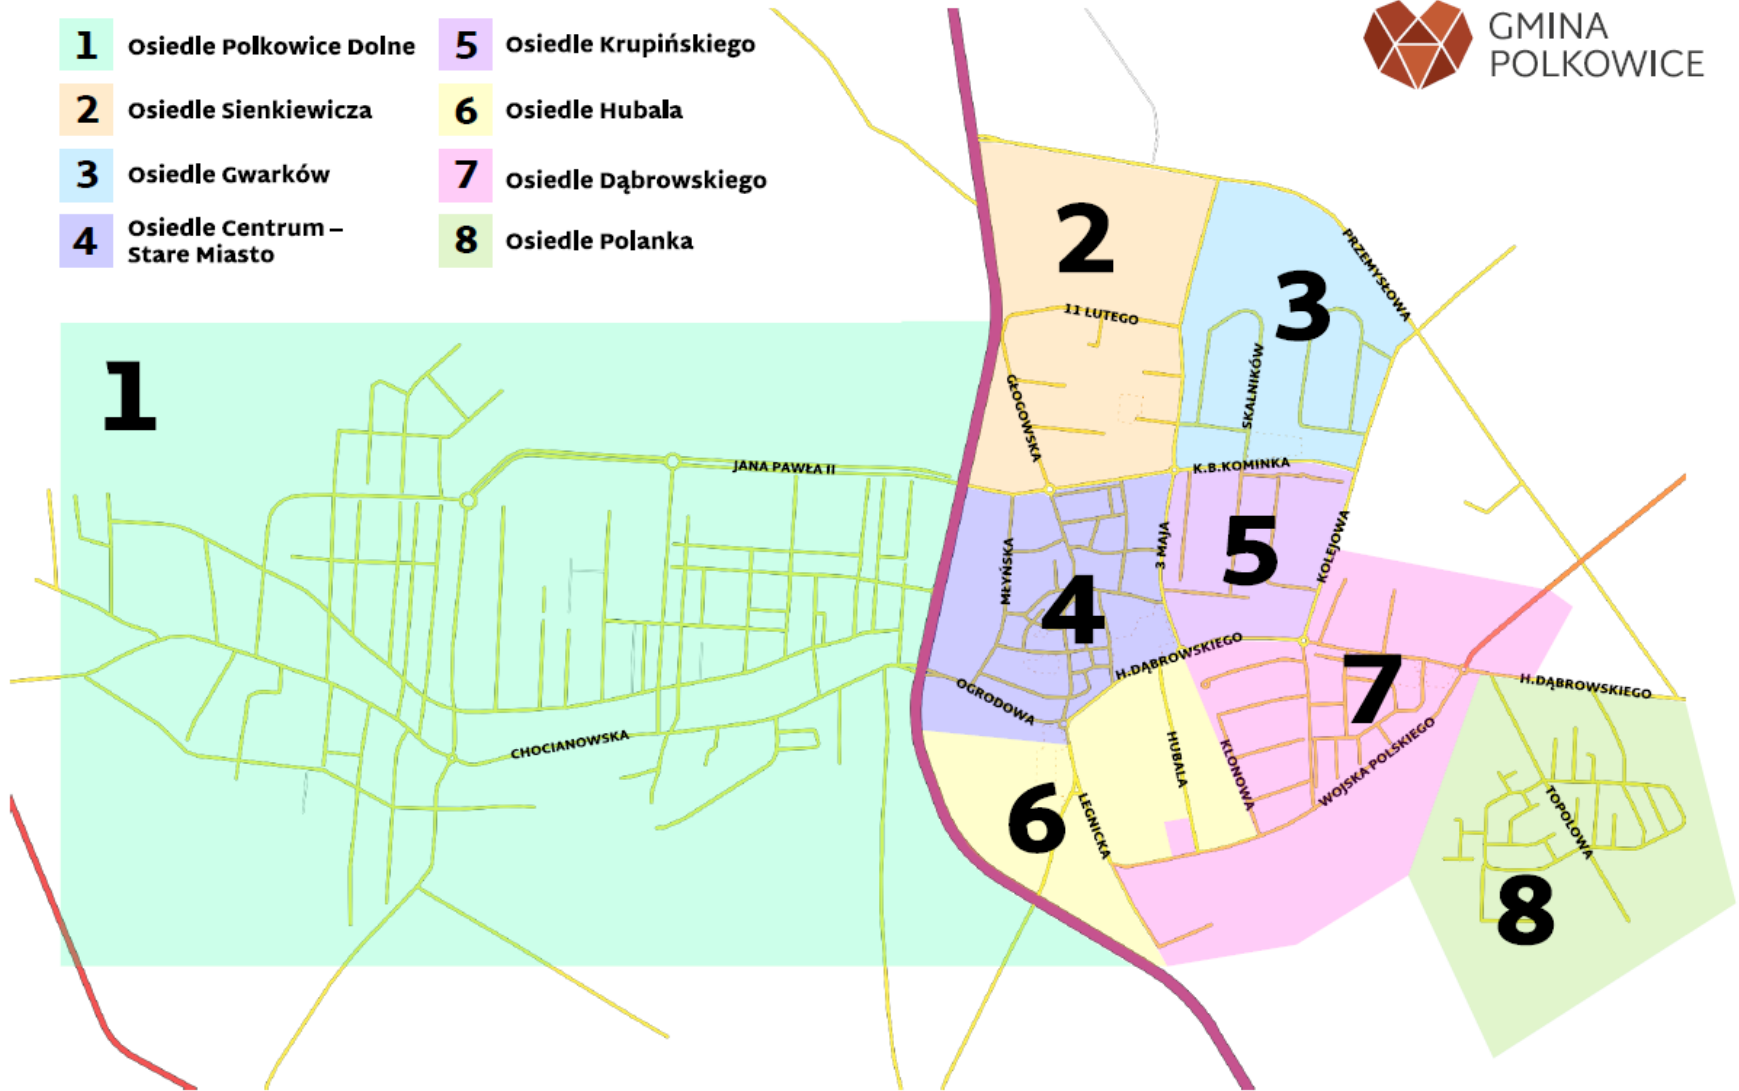 1 Osiedle Polkowice Dolne
2 Osiedle Sienkiewicza
3 Osiedle Gwarków
4 Osiedle Centrum –
Stare Miasto
5 Osiedle Krupińskiego
6 Osiedle Hubala
7 Osiedle Dąbrowskiego
8 Osiedle Polanka
GMINA
POLKOWICE
1
2
3
4
5
6
7
8
PRZEMYSŁOWA
11 LUTEGO
SKALNIKÓW
GŁOGOWSKA
JANA PAWŁA II
K.B.KOMINKA
KOLEJOWA
3 MAJA
MŁYŃSKA
H.DĄBROWSKIEGO
H.DĄBROWSKIEGO
OGRODOWA
CHOCIANOWSKA
HUBALA
KLONOWA
WOJSKA POLSKIEGO
LEGNICKA
TOPOLOWA